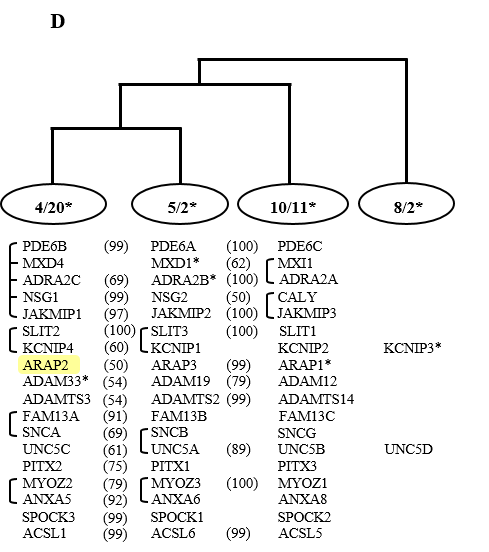 D
4/20* 5/2* 10/11* 8/2*
PDE6B (99) PDE6A (100) PDE6C
MXD4 MXD1* (62) MXI1
ADRA2C (69) ADRA2B* (100) ADRA2A
NSG1 (99) NSG2 (50) CALY
JAKMIP1 (97) JAKMIP2 (100) JAKMIP3
SLIT2 (100) SLIT3 (100) SLIT1
KCNIP4 (60) KCNIP1 KCNIP2 KCNIP3*
ARAP2 (50) ARAP3 (99) ARAP1*
ADAM33* (54) ADAM19 (79) ADAM12
ADAMTS3 (54) ADAMTS2 (99) ADAMTS14
FAM13A (91) FAM13B FAM13C
SNCA (69) SNCB SNCG
UNC5C (61) UNC5A (89) UNC5B UNC5D
PITX2 (75) PITX1 PITX3
MYOZ2 (79) MYOZ3 (100) MYOZ1
ANXA5 (92) ANXA6 ANXA8
SPOCK3 (99) SPOCK1 SPOCK2
ACSL1 (99) ACSL6 (99) ACSL5